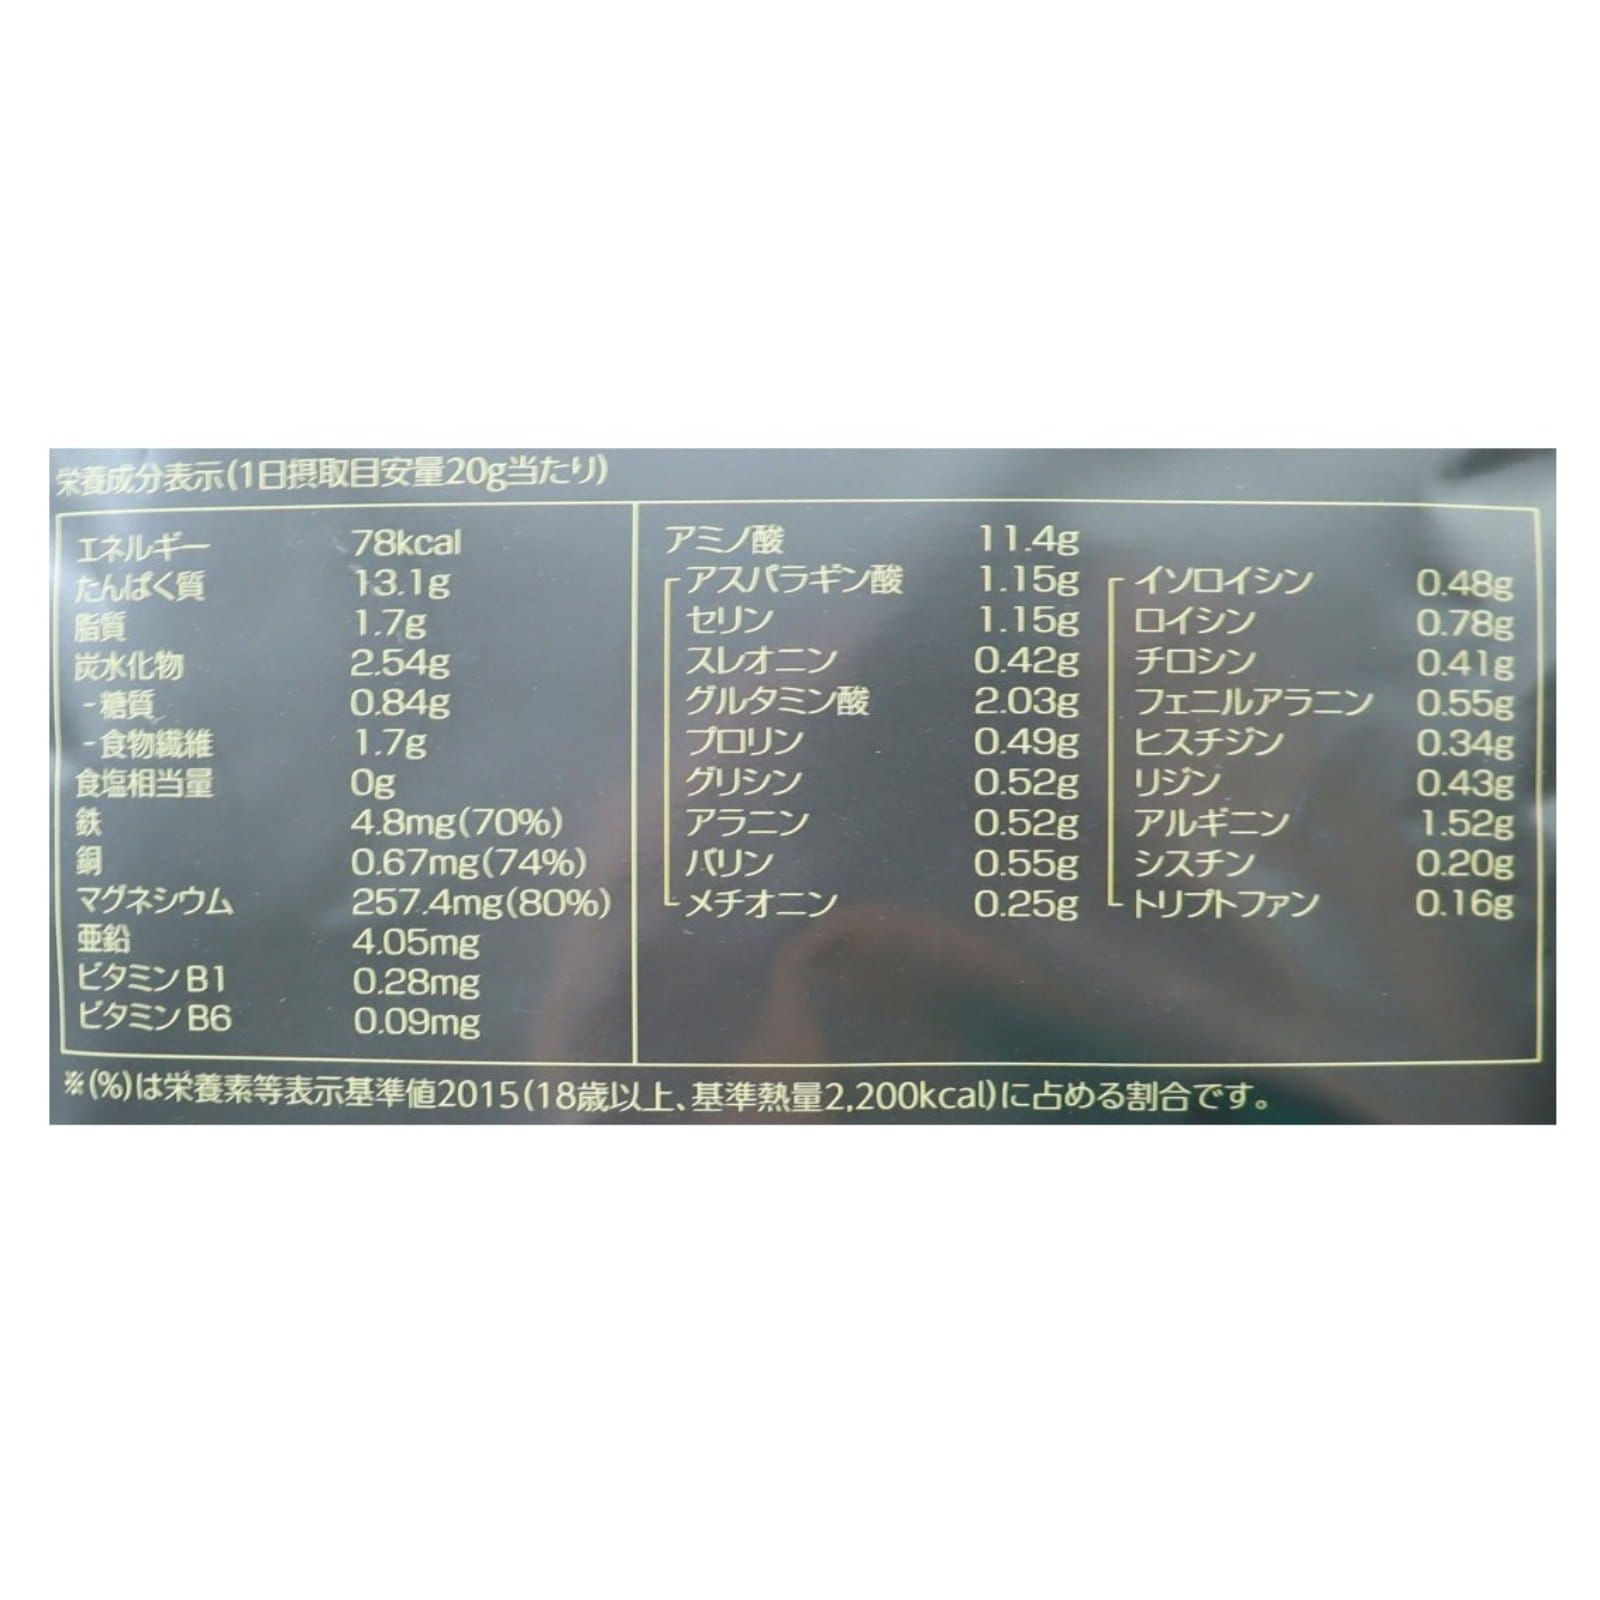 栄養成分表示(1日摂取目安量20g当たり)
エネルギー 78kcal
たんぱく質 13.1g
脂質 1.7g
炭水化物 2.54g
-糖質 0.84g
-食物繊維 1.7g
食塩相当量 0g
鉄 4.8mg(70%)
銅 0.67mg(74%)
マグネシウム 257.4mg(80%)
亜鉛 4.05mg
ビタミンB1 0.28mg
ビタミンB6 0.09mg
アミノ酸 11.4g
アスパラギン酸 1.15g
セリン 1.15g
スレオニン 0.42g
グルタミン酸 2.03g
プロリン 0.49g
グリシン 0.52g
アラニン 0.52g
バリン 0.55g
メチオニン 0.25g
イソロイシン 0.48g
ロイシン 0.78g
チロシン 0.41g
フェニルアラニン 0.55g
ヒスチジン 0.34g
リジン 0.43g
アルギニン 1.52g
シスチン 0.20g
トリプトファン 0.16g
※(%)は栄養素等表示基準値2015(18歳以上、基準熱量2,200kcal)に占める割合です。